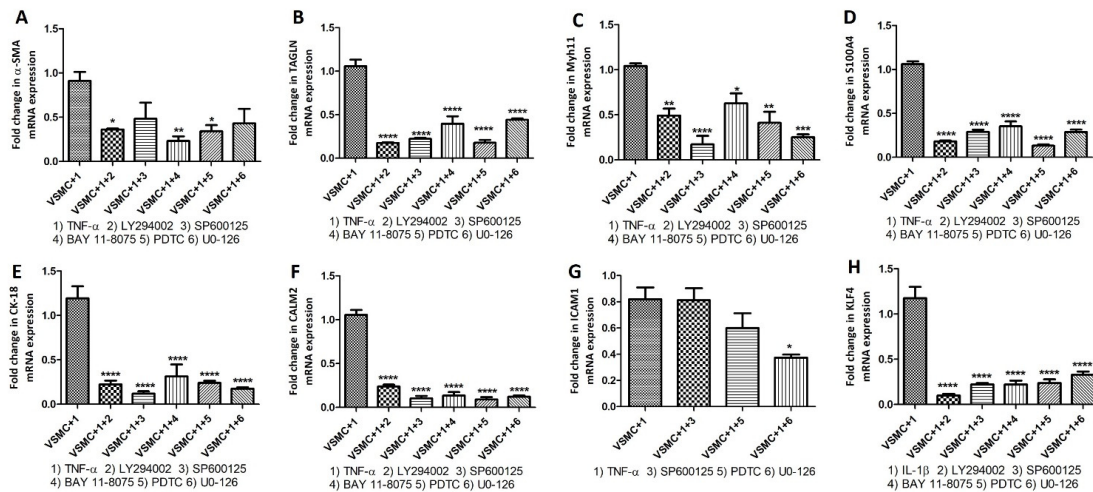 A
Fold change in α-SMA
mRNA expression
1.5
1.0
0.5
0.0
*
**
*
VSMC+1
VSMC+1+2
VSMC+1+3
VSMC+1+4
VSMC+1+5
VSMC+1+6
1) TNF-α 2) LY294002 3) SP600125
4) BAY 11-8075 5) PDTC 6) U0-126
B
Fold change in TAGLN
mRNA expression
1.5
1.0
0.5
0.0
****
****
****
****
****
VSMC+1
VSMC+1+2
VSMC+1+3
VSMC+1+4
VSMC+1+5
VSMC+1+6
1) TNF-α 2) LY294002 3) SP600125
4) BAY 11-8075 5) PDTC 6) U0-126
C
Fold change in Myh11
mRNA expression
1.5
1.0
0.5
0.0
**
****
*
**
***
VSMC+1
VSMC+1+2
VSMC+1+3
VSMC+1+4
VSMC+1+5
VSMC+1+6
1) TNF-α 2) LY294002 3) SP600125
4) BAY 11-8075 5) PDTC 6) U0-126
D
Fold change in S100A4
mRNA expression
1.5
1.0
0.5
0.0
****
****
****
****
****
VSMC+1
VSMC+1+2
VSMC+1+3
VSMC+1+4
VSMC+1+5
VSMC+1+6
1) TNF-α 2) LY294002 3) SP600125
4) BAY 11-8075 5) PDTC 6) U0-126
E
Fold change in CK-18
mRNA expression
1.5
1.0
0.5
0.0
****
****
****
****
****
VSMC+1
VSMC+1+2
VSMC+1+3
VSMC+1+4
VSMC+1+5
VSMC+1+6
1) TNF-α 2) LY294002 3) SP600125
4) BAY 11-8075 5) PDTC 6) U0-126
F
Fold change in CALM2
mRNA expression
1.5
1.0
0.5
0.0
****
****
****
****
****
VSMC+1
VSMC+1+2
VSMC+1+3
VSMC+1+4
VSMC+1+5
VSMC+1+6
1) TNF-α 2) LY294002 3) SP600125
4) BAY 11-8075 5) PDTC 6) U0-126
G
Fold change in ICAM1
mRNA expression
1.0
0.8
0.6
0.4
0.2
0.0
*
VSMC+1
VSMC+1+3
VSMC+1+5
VSMC+1+6
1) TNF-α 3) SP600125 5) PDTC 6) U0-126
H
Fold change in KLF4
mRNA expression
1.5
1.0
0.5
0.0
****
****
****
****
****
VSMC+1
VSMC+1+2
VSMC+1+3
VSMC+1+4
VSMC+1+5
VSMC+1+6
1) IL-1β 2) LY294002 3) SP600125
4) BAY 11-8075 5) PDTC 6) U0-126